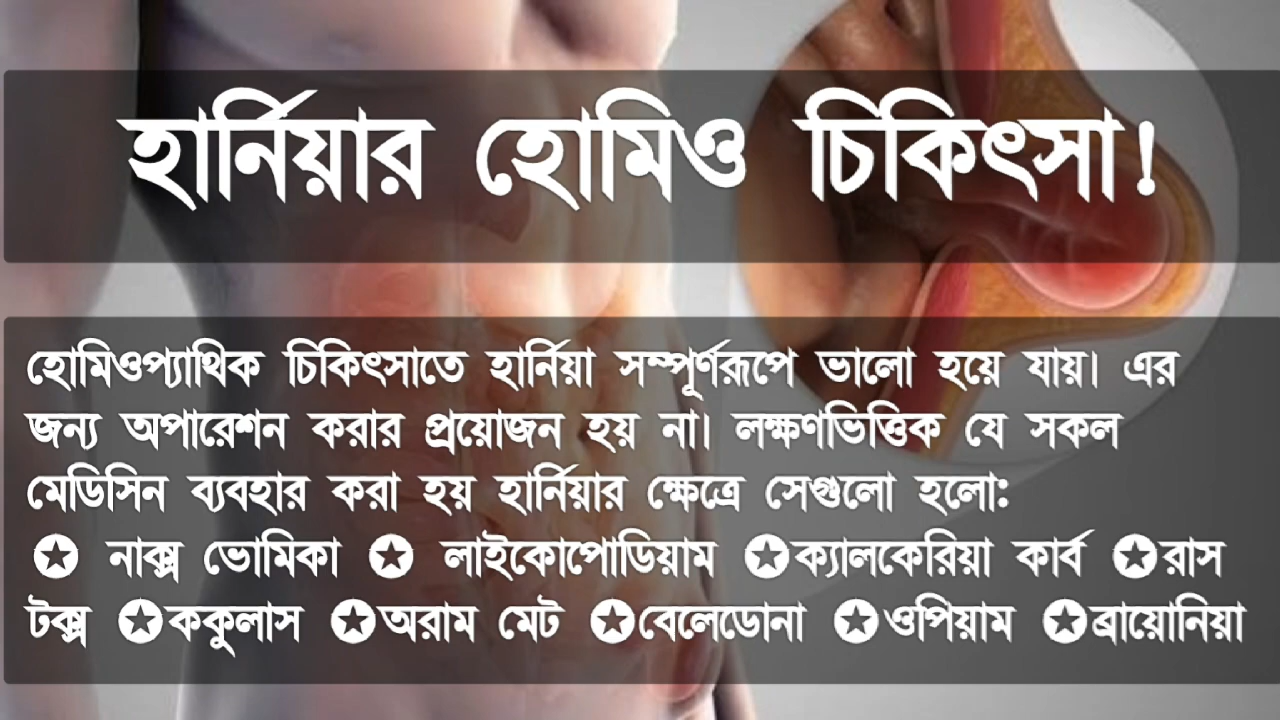 হার্নিয়ার হোমিও চিকিৎসা!
হোমিওপ্যাথিক চিকিৎসাতে হার্নিয়া সম্পূর্ণরূপে ভালো হয়ে যায়। এর
জন্য অপারেশন করার প্রয়োজন হয় না। লক্ষণভিত্তিক যে সকল
মেডিসিন ব্যবহার করা হয় হার্নিয়ার ক্ষেত্রে সেগুলো হলো:
✪ নাক্স ভোমিকা ✪ লাইকোপোডিয়াম ✪ক্যালকেরিয়া কার্ব ✪রাস
টক্স ✪ককুলাস ✪অরাম মেট ✪বেলেডোনা ✪ওপিয়াম ✪ব্রায়োনিয়া